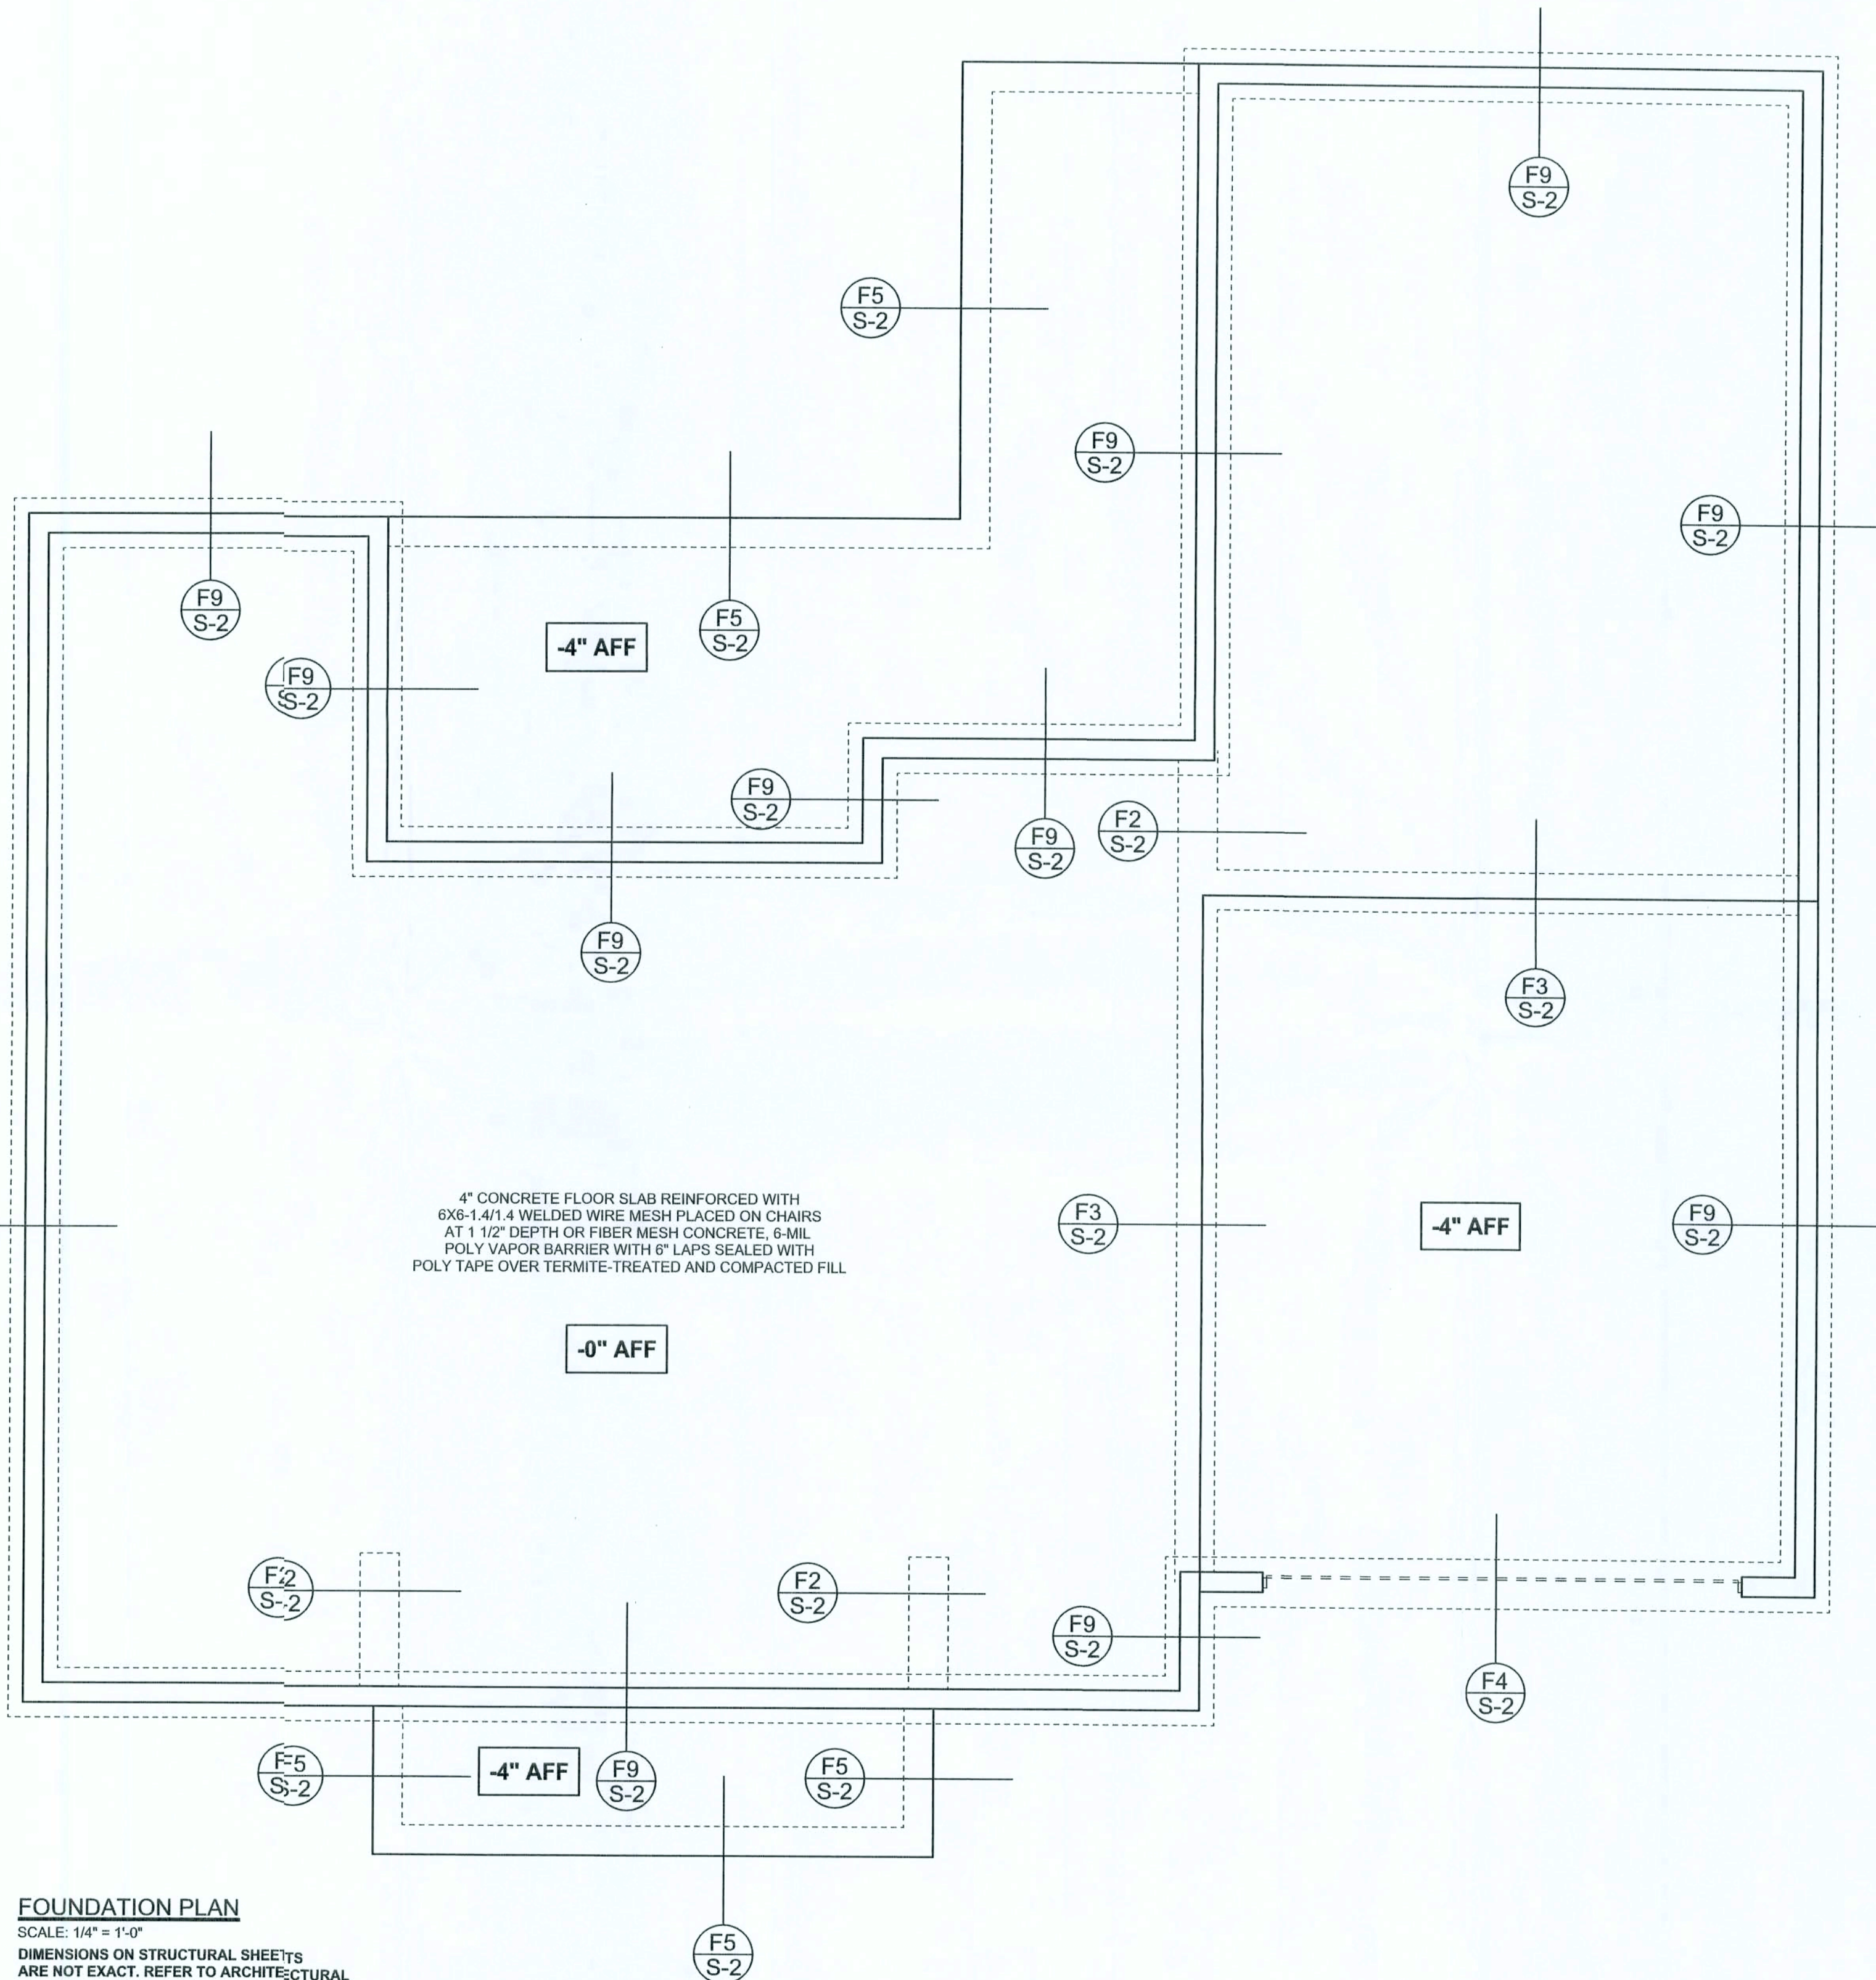 F9
S-2
F5
S-2
F9
S-2
F9
S-2
F9
S-2
F5
S-2
-4" AFF
F9
S-2
F9
S-2
F2
S-2
F9
S-2
F9
S-2
F3
S-2
4" CONCRETE FLOOR SLAB REINFORCED WITH
6X6-1.4/1.4 WELDED WIRE MESH PLACED ON CHAIRS
AT 1 1/2" DEPTH OR FIBER MESH CONCRETE, 6-MIL
POLY VAPOR BARRIER WITH 6" LAPS SEALED WITH
POLY TAPE OVER TERMITE-TREATED AND COMPACTED FILL
F3
S-2
-4" AFF
F9
S-2
-0" AFF
F2
S-2
F2
S-2
F9
S-2
F4
S-2
F5
S-2
-4" AFF
F9
S-2
F5
S-2
F5
S-2
FOUNDATION PLAN
SCALE: 1/4" = 1'-0"
DIMENSIONS ON STRUCTURAL SHEETS
ARE NOT EXACT. REFER TO ARCHITECTURAL